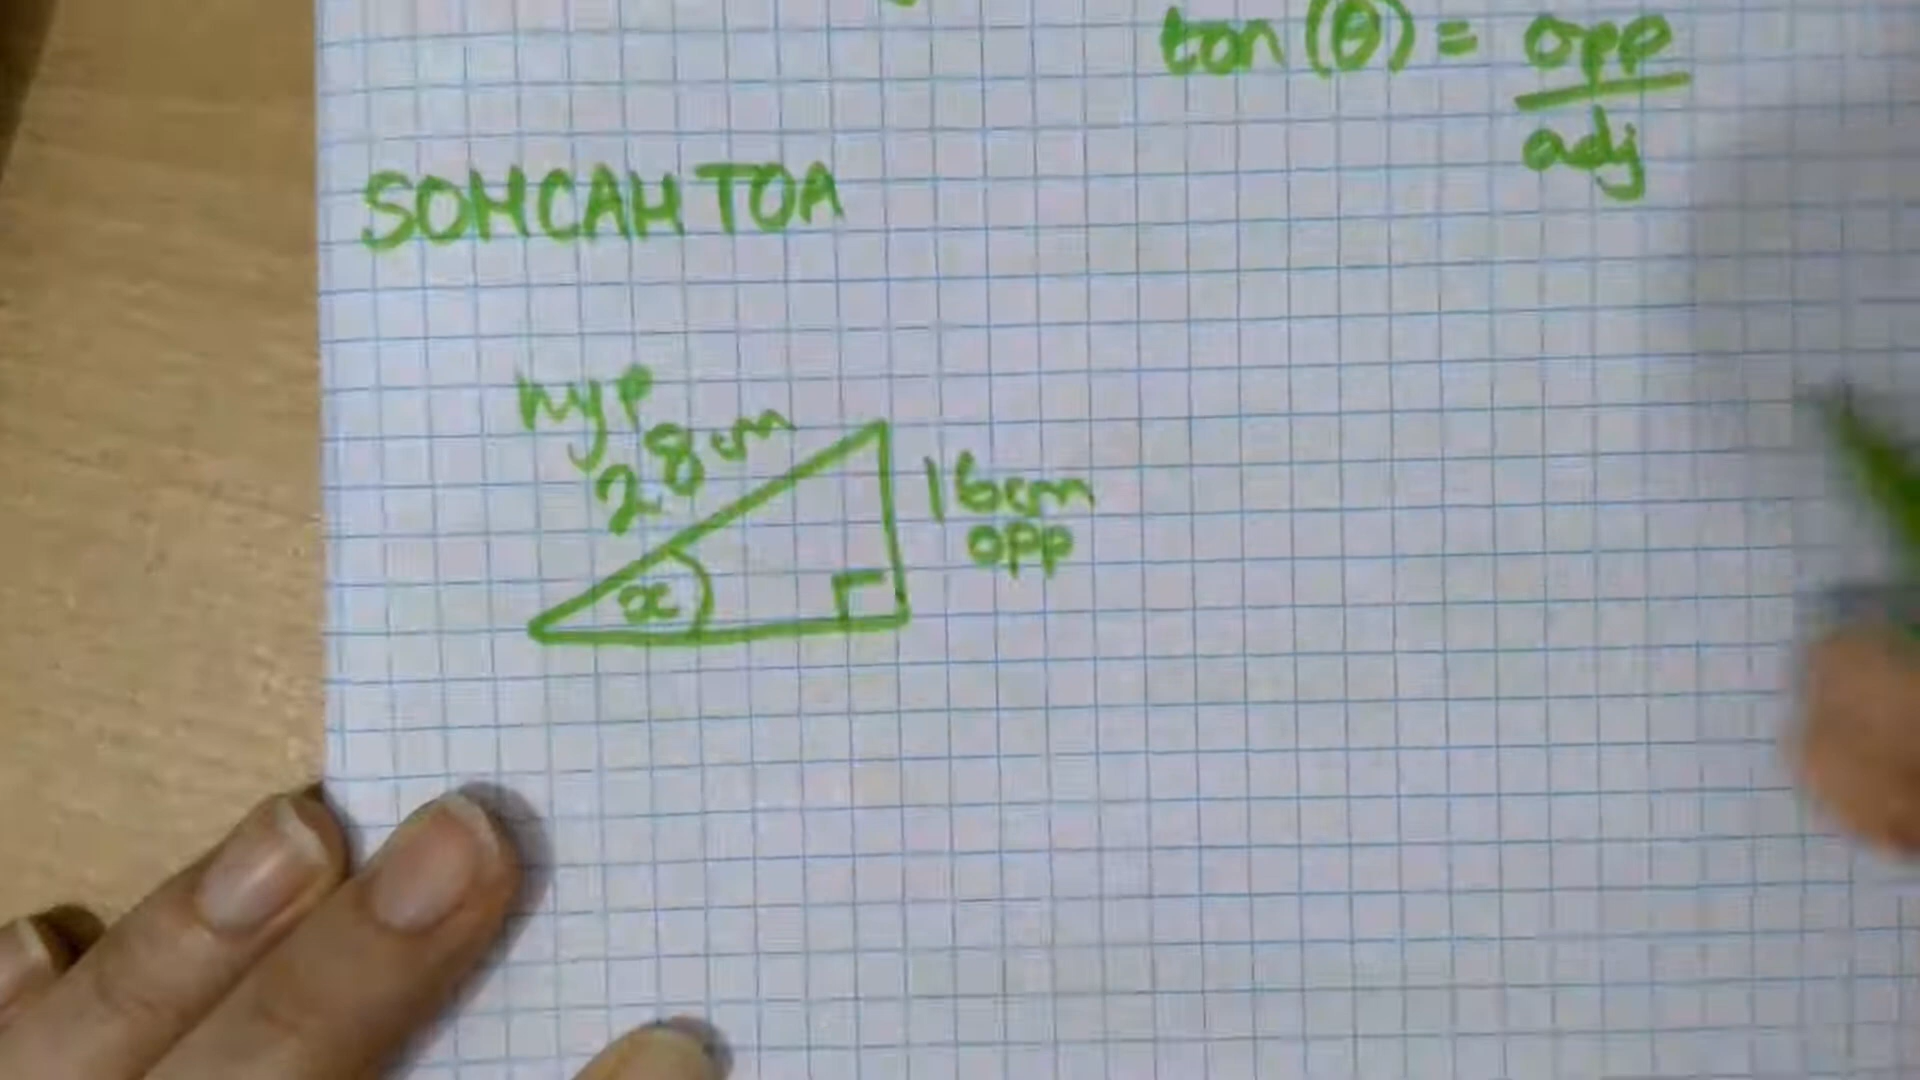 tan (θ) = opp
adj
SOHCAHTOA
hyp
28cm
16cm
opp
x